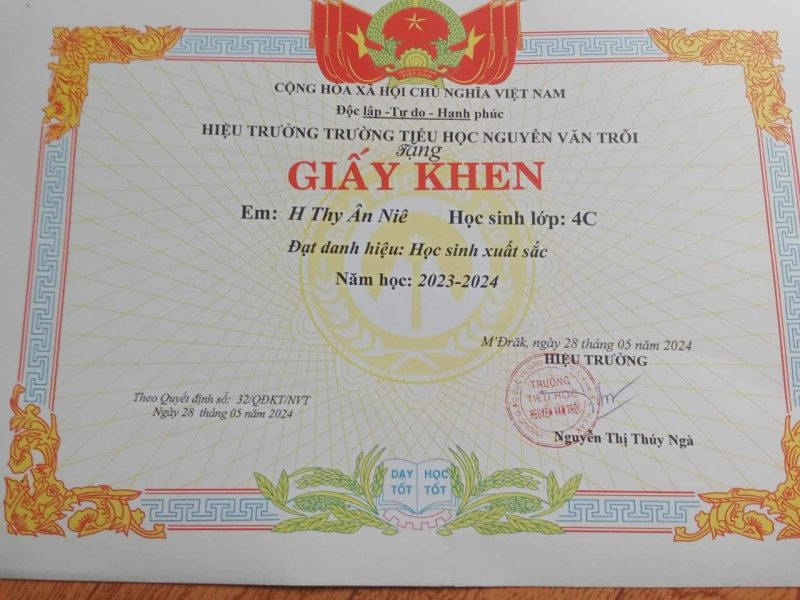 VIỆT NAM
CỘNG HÒA XÃ HỘI CHỦ NGHĨA VIỆT NAM
Độc lập -Tự do - Hạnh phúc
HIỆU TRƯỞNG TRƯỜNG TIỂU HỌC NGUYỄN VĂN TRỖI
Tặng
GIẤY KHEN
Em: H Thy Ân Niê Học sinh lớp: 4C
Đạt danh hiệu: Học sinh xuất sắc
Năm học: 2023-2024
M'Đrăk, ngày 28 tháng 05 năm 2024
HIỆU TRƯỞNG
TRƯỜNG
TIỂU HỌC
NGUYỄN VĂN TRỖI
Theo Quyết định số: 32/QĐKT/NVT
Ngày 28 tháng 05 năm 2024
Nguyễn Thị Thúy Ngà
DẠY TỐT
HỌC TỐT